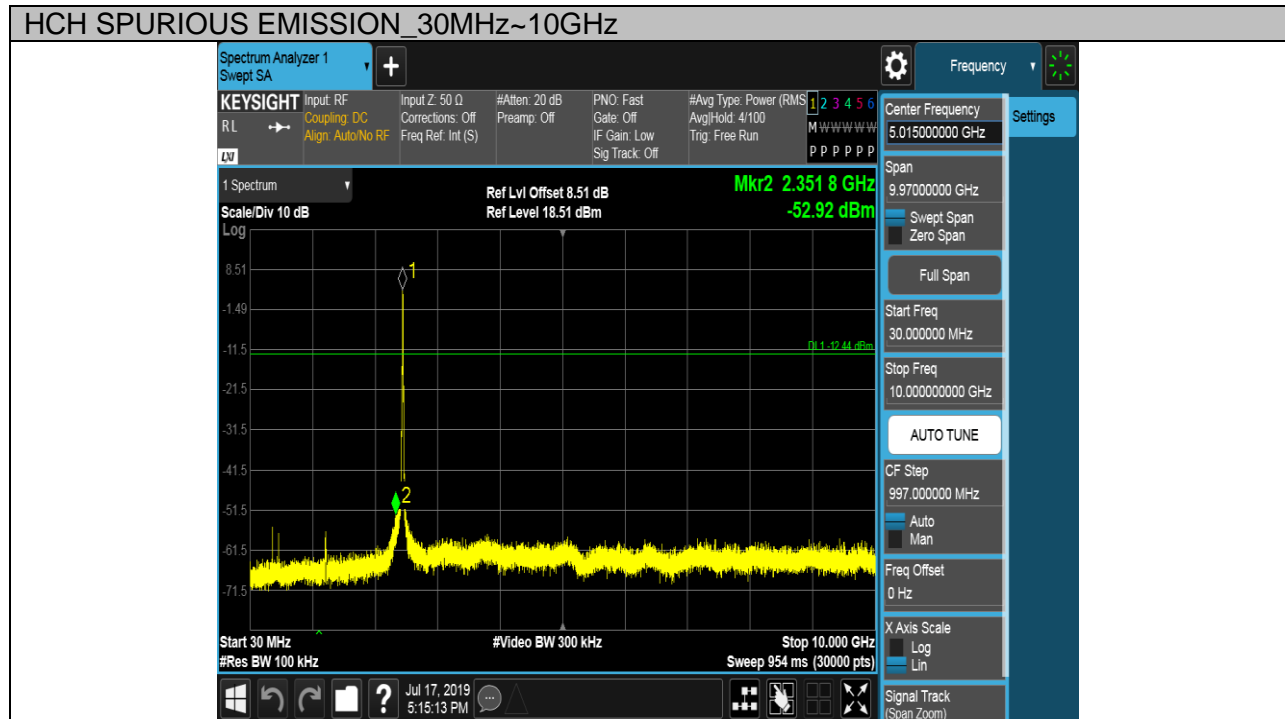 HCH SPURIOUS EMISSION_30MHz~10GHz
Spectrum Analyzer 1
Swept SA
+
Frequency
KEYSIGHT
Input: RF
Input Z: 50 Ω
#Atten: 20 dB
PNO: Fast
#Avg Type: Power (RMS
1 2 3 4 5 6
RL
Coupling: DC
Corrections: Off
Preamp: Off
Gate: Off
Avg|Hold: 4/100
M W W W W W
Align: Auto/No RF
Freq Ref: Int (S)
IF Gain: Low
Trig: Free Run
LXI
Sig Track: Off
P P P P P P
Center Frequency
5.015000000 GHz
Settings
1 Spectrum
Ref Lvl Offset 8.51 dB
Mkr2 2.351 8 GHz
Scale/Div 10 dB
Ref Level 18.51 dBm
-52.92 dBm
Span
9.97000000 GHz
Swept Span
Zero Span
Log
8.51
1
Full Span
-1.49
Start Freq
30.000000 MHz
-11.5
DL1 -12.44 dBm
Stop Freq
10.000000000 GHz
-21.5
-31.5
AUTO TUNE
-41.5
CF Step
997.000000 MHz
2
-51.5
Auto
Man
-61.5
Freq Offset
0 Hz
-71.5
X Axis Scale
Log
Lin
Start 30 MHz
#Video BW 300 kHz
Stop 10.000 GHz
#Res BW 100 kHz
Sweep 954 ms (30000 pts)
?
Jul 17, 2019
5:15:13 PM
Signal Track
(Span Zoom)